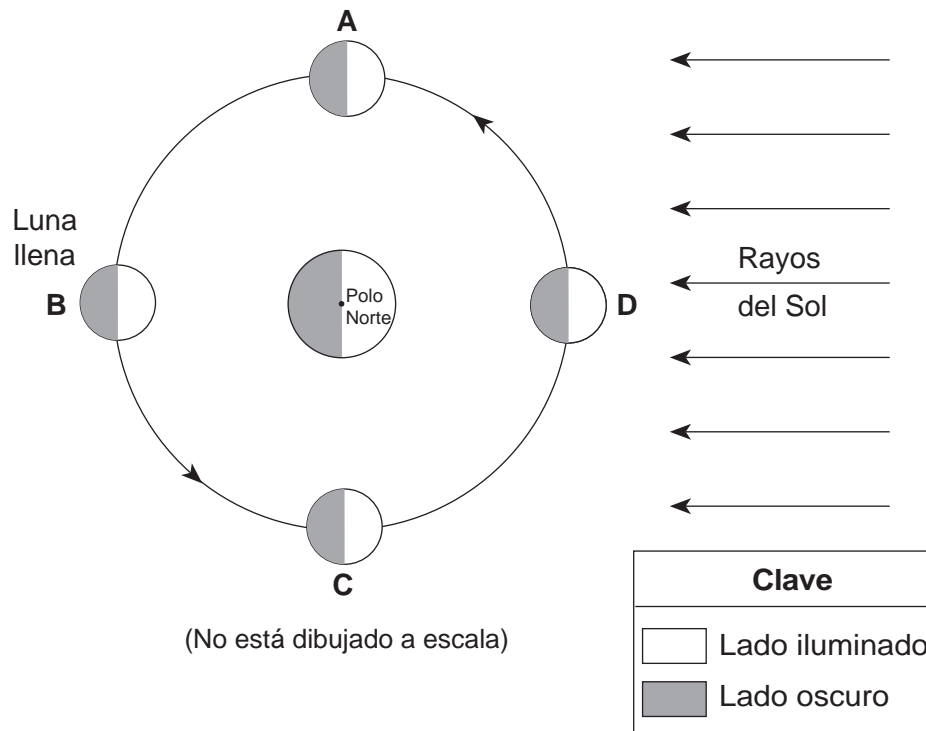 A
Luna
llena
B
Polo
Norte
D
Rayos
del Sol
C
(No está dibujado a escala)
Clave
Lado iluminado
Lado oscuro